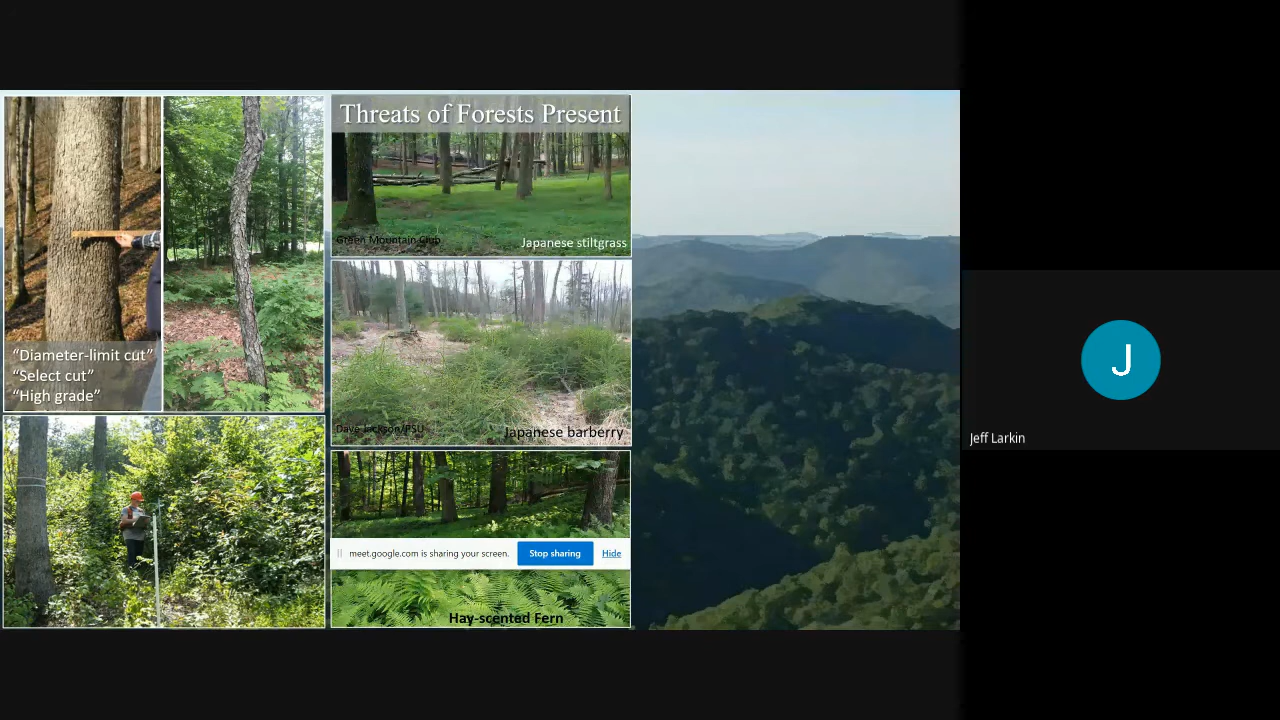 Threats of Forests Present
Green Mountain Club
Japanese stiltgrass
"Diameter-limit cut"
"Select cut"
"High grade"
Dave Jackson/PSU
Japanese barberry
meet.google.com is sharing your screen.
Stop sharing
Hide
Hay-scented Fern
J
Jeff Larkin